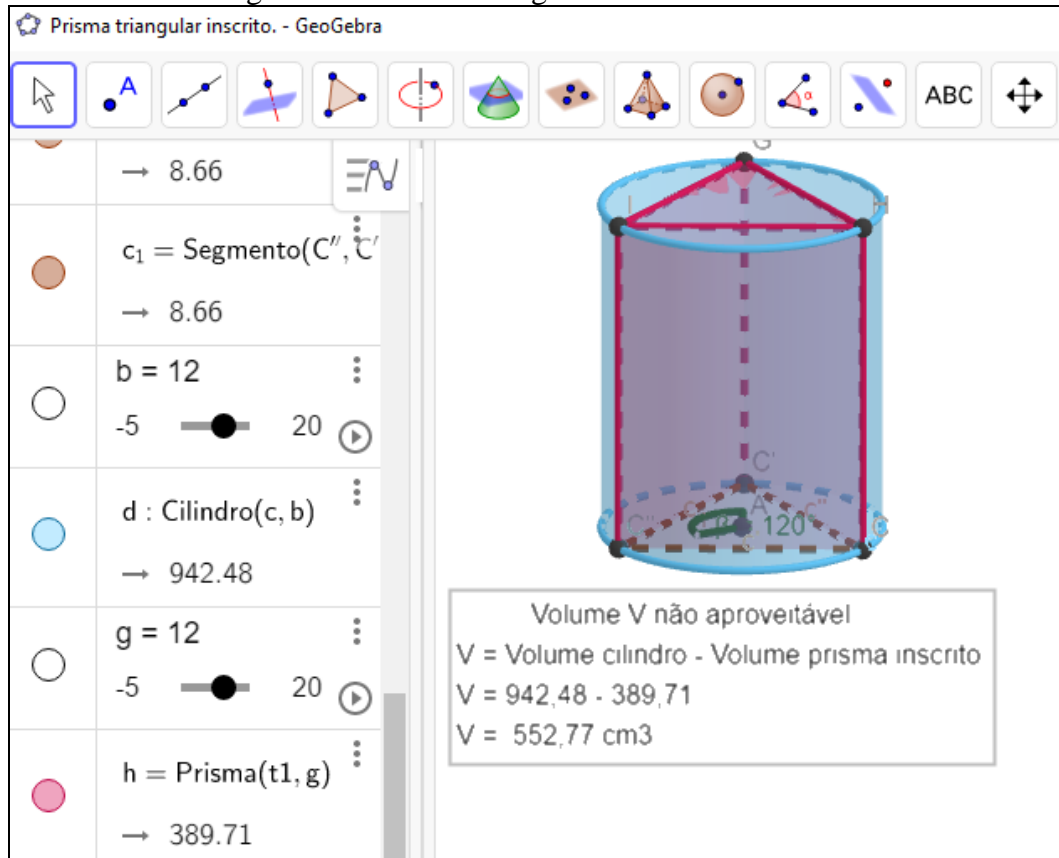 Prisma triangular inscrito. - GeoGebra
A
α
ABC
→ 8.66
c₁ = Segmento(C″, C′
→ 8.66
b = 12
-5 20
d : Cilindro(c, b)
→ 942.48
g = 12
-5 20
h = Prisma(t1, g)
→ 389.71
G
C'
A
C''
c''
120°
Volume V não aproveitável
V = Volume cilindro - Volume prisma inscrito
V = 942,48 - 389,71
V = 552,77 cm3